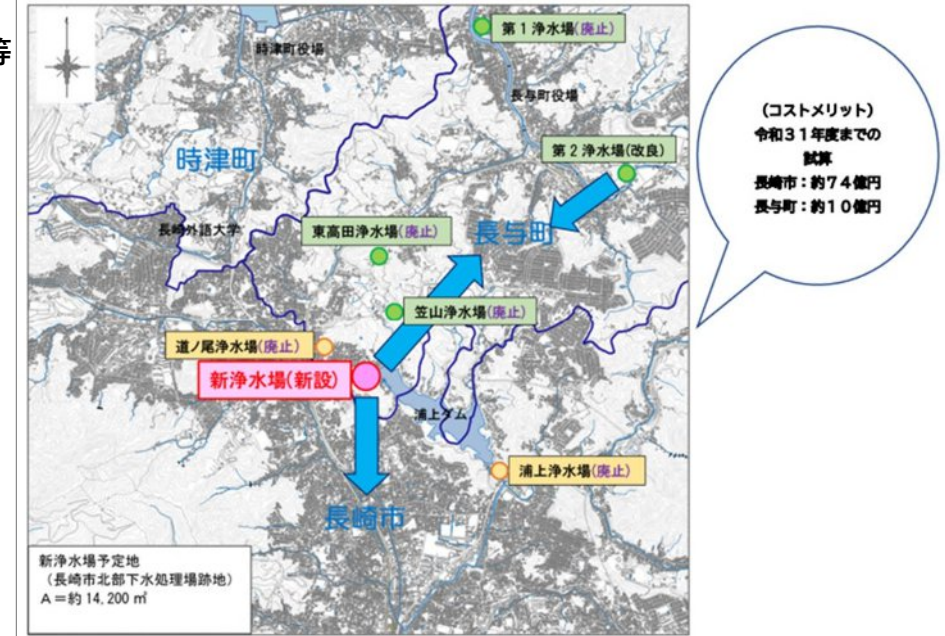 等
時津町役場
第1浄水場(廃止)
長与町役場
第2浄水場(改良)
時津町
長崎外語大学
東高田浄水場(廃止)
長与町
笠山浄水場(廃止)
道ノ尾浄水場(廃止)
新浄水場(新設)
浦上ダム
浦上浄水場(廃止)
長崎市
新浄水場予定地
(長崎市北部下水処理場跡地)
A=約14,200㎡
(コストメリット)
令和31年度までの
試算
長崎市:約74億円
長与町:約10億円